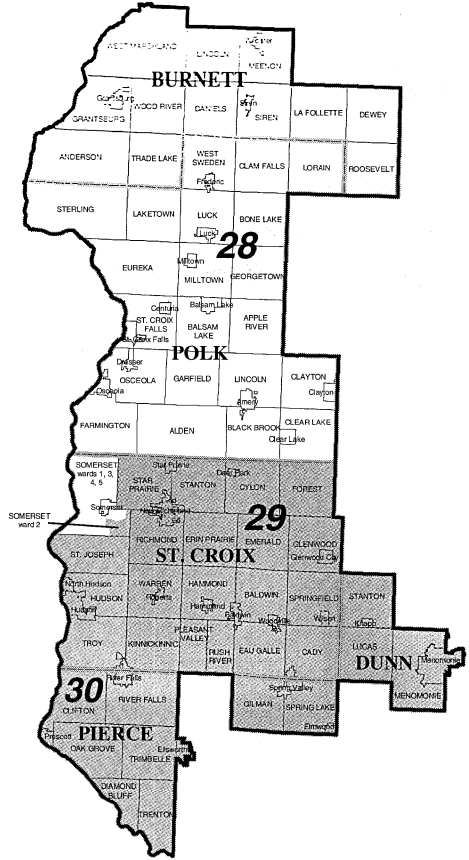 WEST MARSHLAND
LINCOLN
Webster
MEENON
BURNETT
Grantsburg
GRANTSBURG
WOOD RIVER
DANIELS
Siren
SIREN
LA FOLLETTE
DEWEY
ANDERSON
TRADE LAKE
WEST
SWEDEN
Frederic
CLAM FALLS
LORAIN
ROOSEVELT
STERLING
LAKETOWN
LUCK
Luck
BONE LAKE
28
EUREKA
Milltown
MILLTOWN
GEORGETOWN
Centuria
Balsam Lake
ST. CROIX
FALLS
St. Croix Falls
BALSAM
LAKE
APPLE
RIVER
POLK
Dresser
OSCEOLA
Osceola
GARFIELD
LINCOLN
Amery
CLAYTON
Clayton
FARMINGTON
ALDEN
BLACK BROOK
CLEAR LAKE
Clear Lake
SOMERSET
wards 1, 3,
4, 5
Star Prairie
STAR
PRAIRIE
STANTON
Deer Park
CYLON
FOREST
Somerset
SOMERSET
ward 2
New Richmond
29
RICHMOND
ERIN PRAIRIE
EMERALD
GLENWOOD
Glenwood City
ST. JOSEPH
ST. CROIX
North Hudson
HUDSON
Hudson
WARREN
Roberts
HAMMOND
Hammond
BALDWIN
Baldwin
Woodville
SPRINGFIELD
Wilson
STANTON
Knapp
TROY
KINNICKINNIC
PLEASANT
VALLEY
RUSH
RIVER
EAU GALLE
CADY
LUCAS
DUNN
Menomonie
MENOMONIE
30
CLIFTON
River Falls
RIVER FALLS
Spring Valley
GILMAN
SPRING LAKE
Elmwood
PIERCE
Prescott
OAK GROVE
Ellsworth
TRIMBELLE
DIAMOND
BLUFF
TRENTON